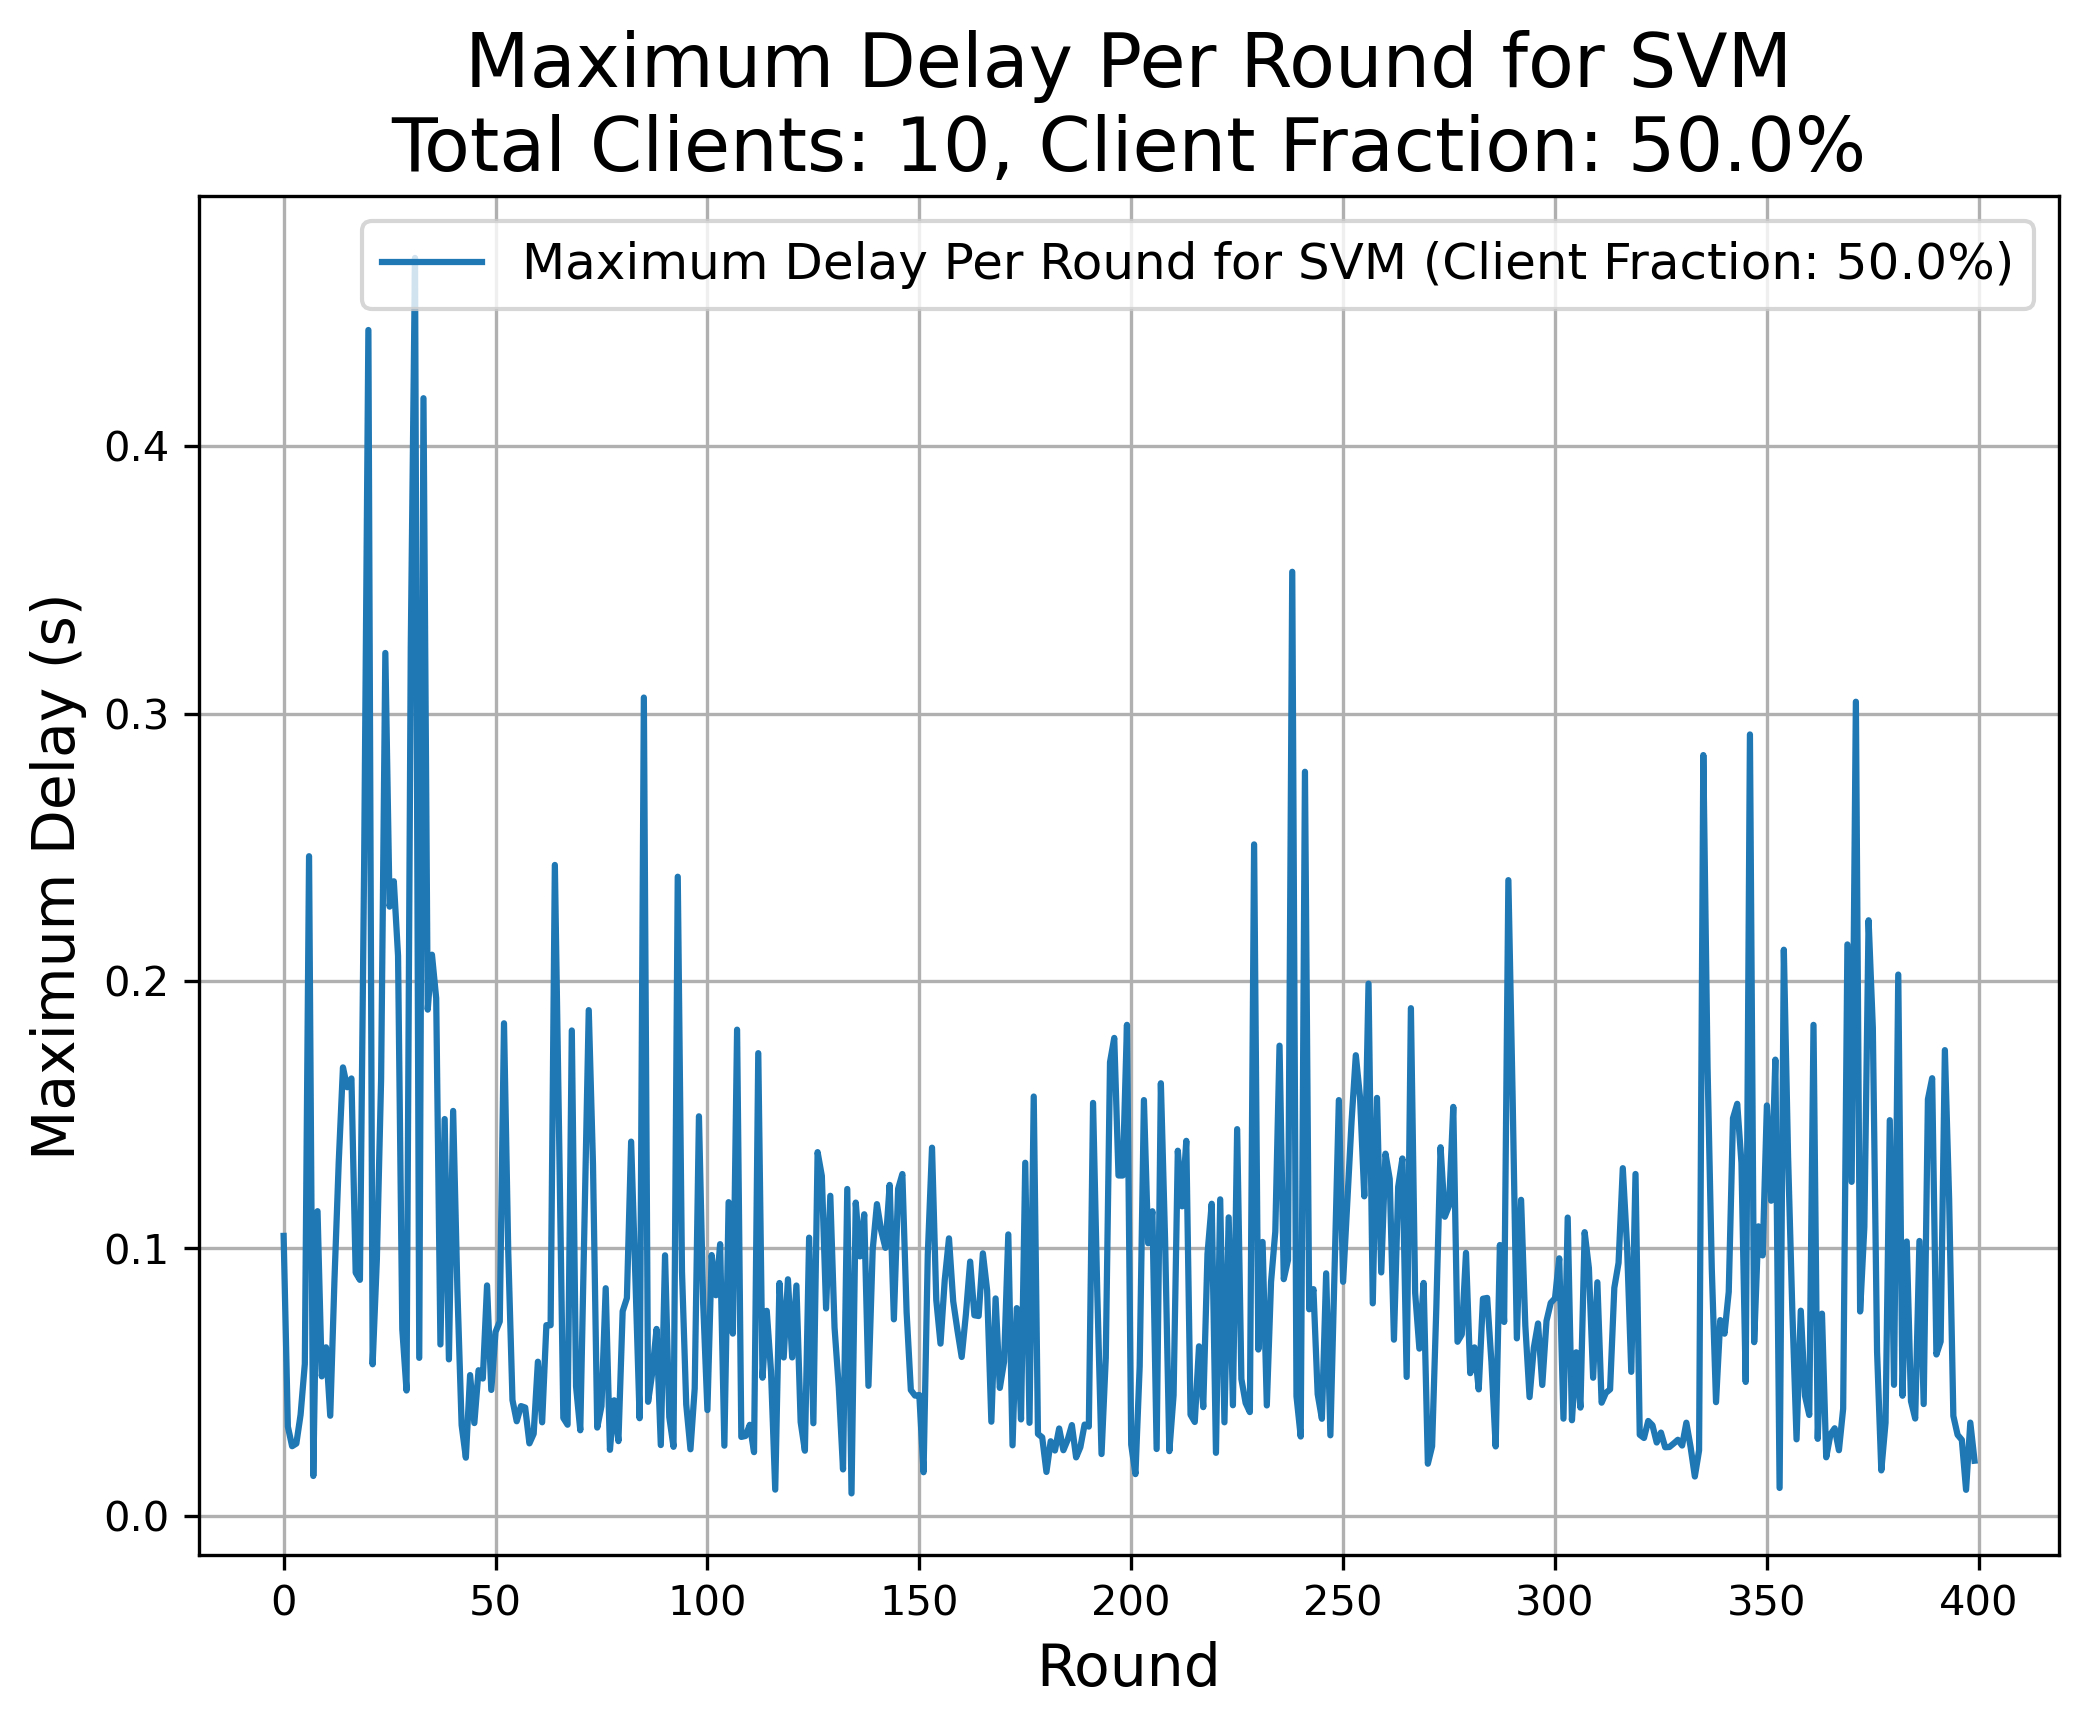 Maximum Delay Per Round for SVM
Total Clients: 10, Client Fraction: 50.0%
Maximum Delay Per Round for SVM (Client Fraction: 50.0%)
Maximum Delay (s)
0.4
0.3
0.2
0.1
0.0
0 50 100 150 200 250 300 350 400
Round